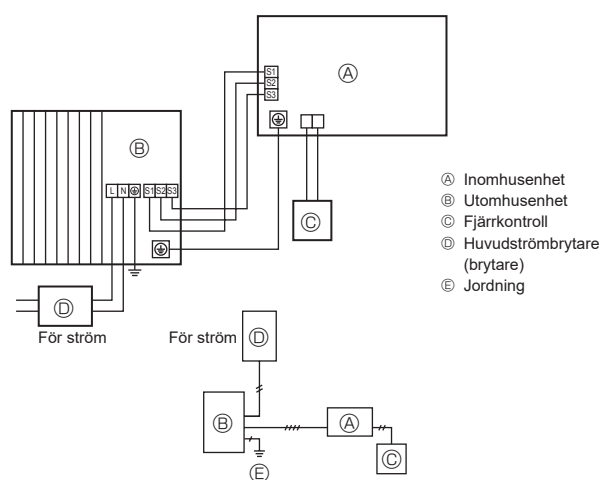 Ⓐ
S1
S2
S3
Ⓑ
L N S1 S2 S3
Ⓒ
Ⓓ
För ström
Ⓐ Inomhusenhet
Ⓑ Utomhusenhet
Ⓒ Fjärrkontroll
Ⓓ Huvudströmbrytare
(brytare)
Ⓔ Jordning
För ström Ⓓ
Ⓑ
Ⓐ
Ⓒ
Ⓔ